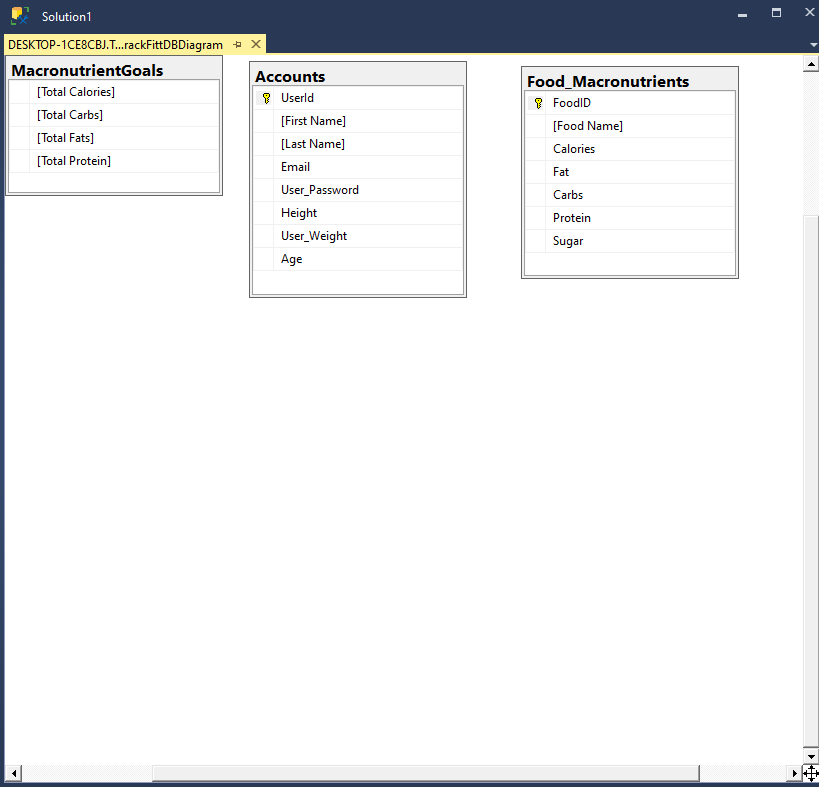 Solution1
DESKTOP-1CE8CBJ.T...rackFittDBDiagram
MacronutrientGoals
[Total Calories]
[Total Carbs]
[Total Fats]
[Total Protein]
Accounts
UserId
[First Name]
[Last Name]
Email
User_Password
Height
User_Weight
Age
Food_Macronutrients
FoodID
[Food Name]
Calories
Fat
Carbs
Protein
Sugar